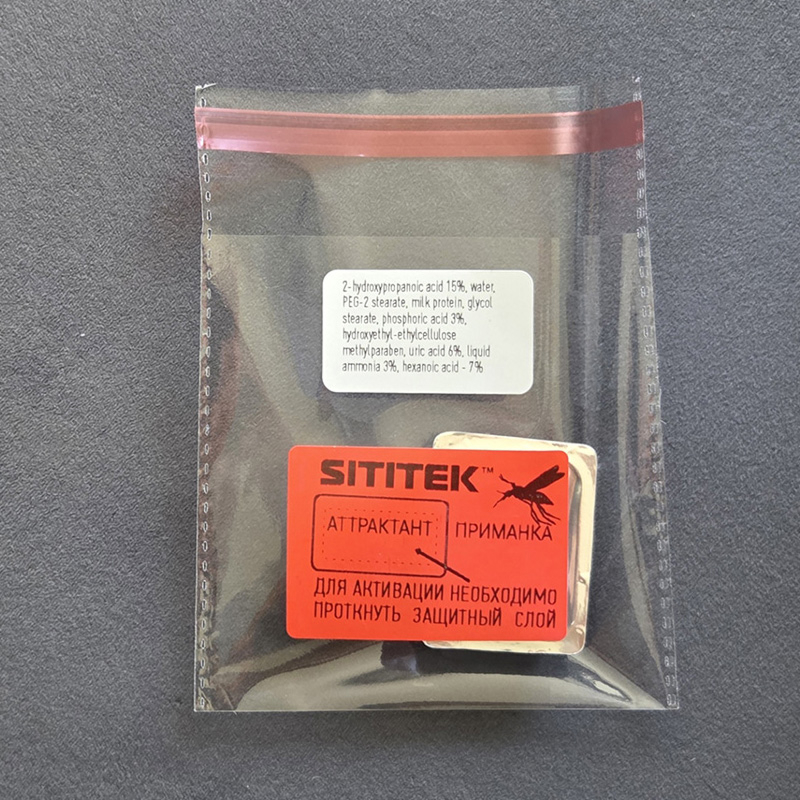 2-hydroxypropanoic acid 15%, water,
PEG-2 stearate, milk protein, glycol
stearate, phosphoric acid 3%,
hydroxyethyl-ethylcellulose
methylparaben, uric acid 6%, liquid
ammonia 3%, hexanoic acid - 7%
SITITEK™
АТТРАКТАНТ ПРИМАНКА
ДЛЯ АКТИВАЦИИ НЕОБХОДИМО
ПРОТКНУТЬ ЗАЩИТНЫЙ СЛОЙ